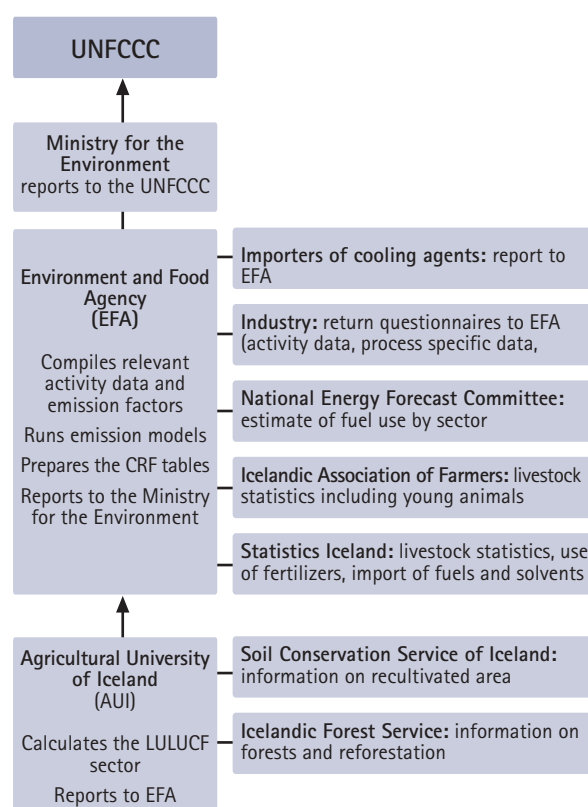 UNFCCC
Ministry for the
Environment
reports to the UNFCCC
Environment and Food
Agency
(EFA)
Compiles relevant
activity data and
emission factors
Runs emission models
Prepares the CRF tables
Reports to the Ministry
for the Environment
Importers of cooling agents: report to
EFA
Industry: return questionnaires to EFA
(activity data, process specific data,
National Energy Forecast Committee:
estimate of fuel use by sector
Icelandic Association of Farmers: livestock
statistics including young animals
Statistics Iceland: livestock statistics, use
of fertilizers, import of fuels and solvents
Agricultural University
of Iceland
(AUI)
Calculates the LULUCF
sector
Reports to EFA
Soil Conservation Service of Iceland:
information on recultivated area
Icelandic Forest Service: information on
forests and reforestation